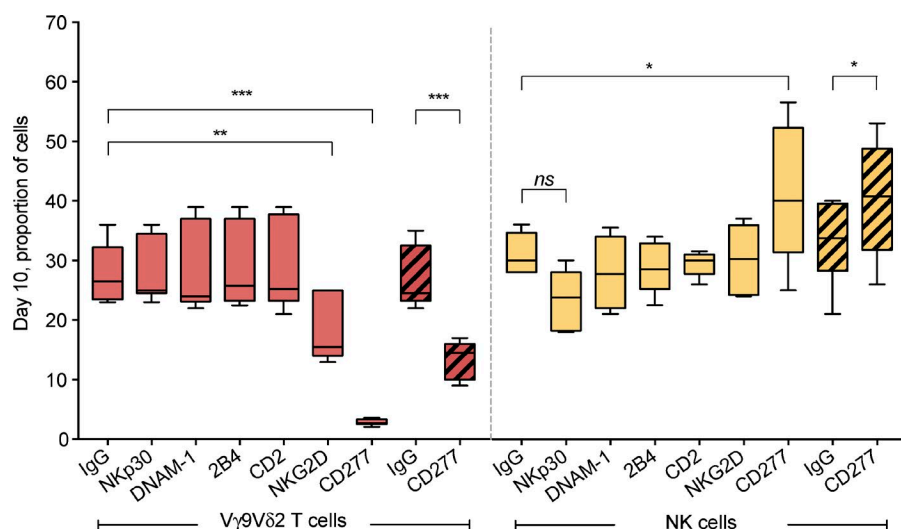 Day 10, proportion of cells
70
60
50
40
30
20
10
0
***
**
***
*
*
ns
IgG
NKp30
DNAM-1
2B4
CD2
NKG2D
CD277
IgG
CD277
IgG
NKp30
DNAM-1
2B4
CD2
NKG2D
CD277
IgG
CD277
Vγ9Vδ2 T cells
NK cells